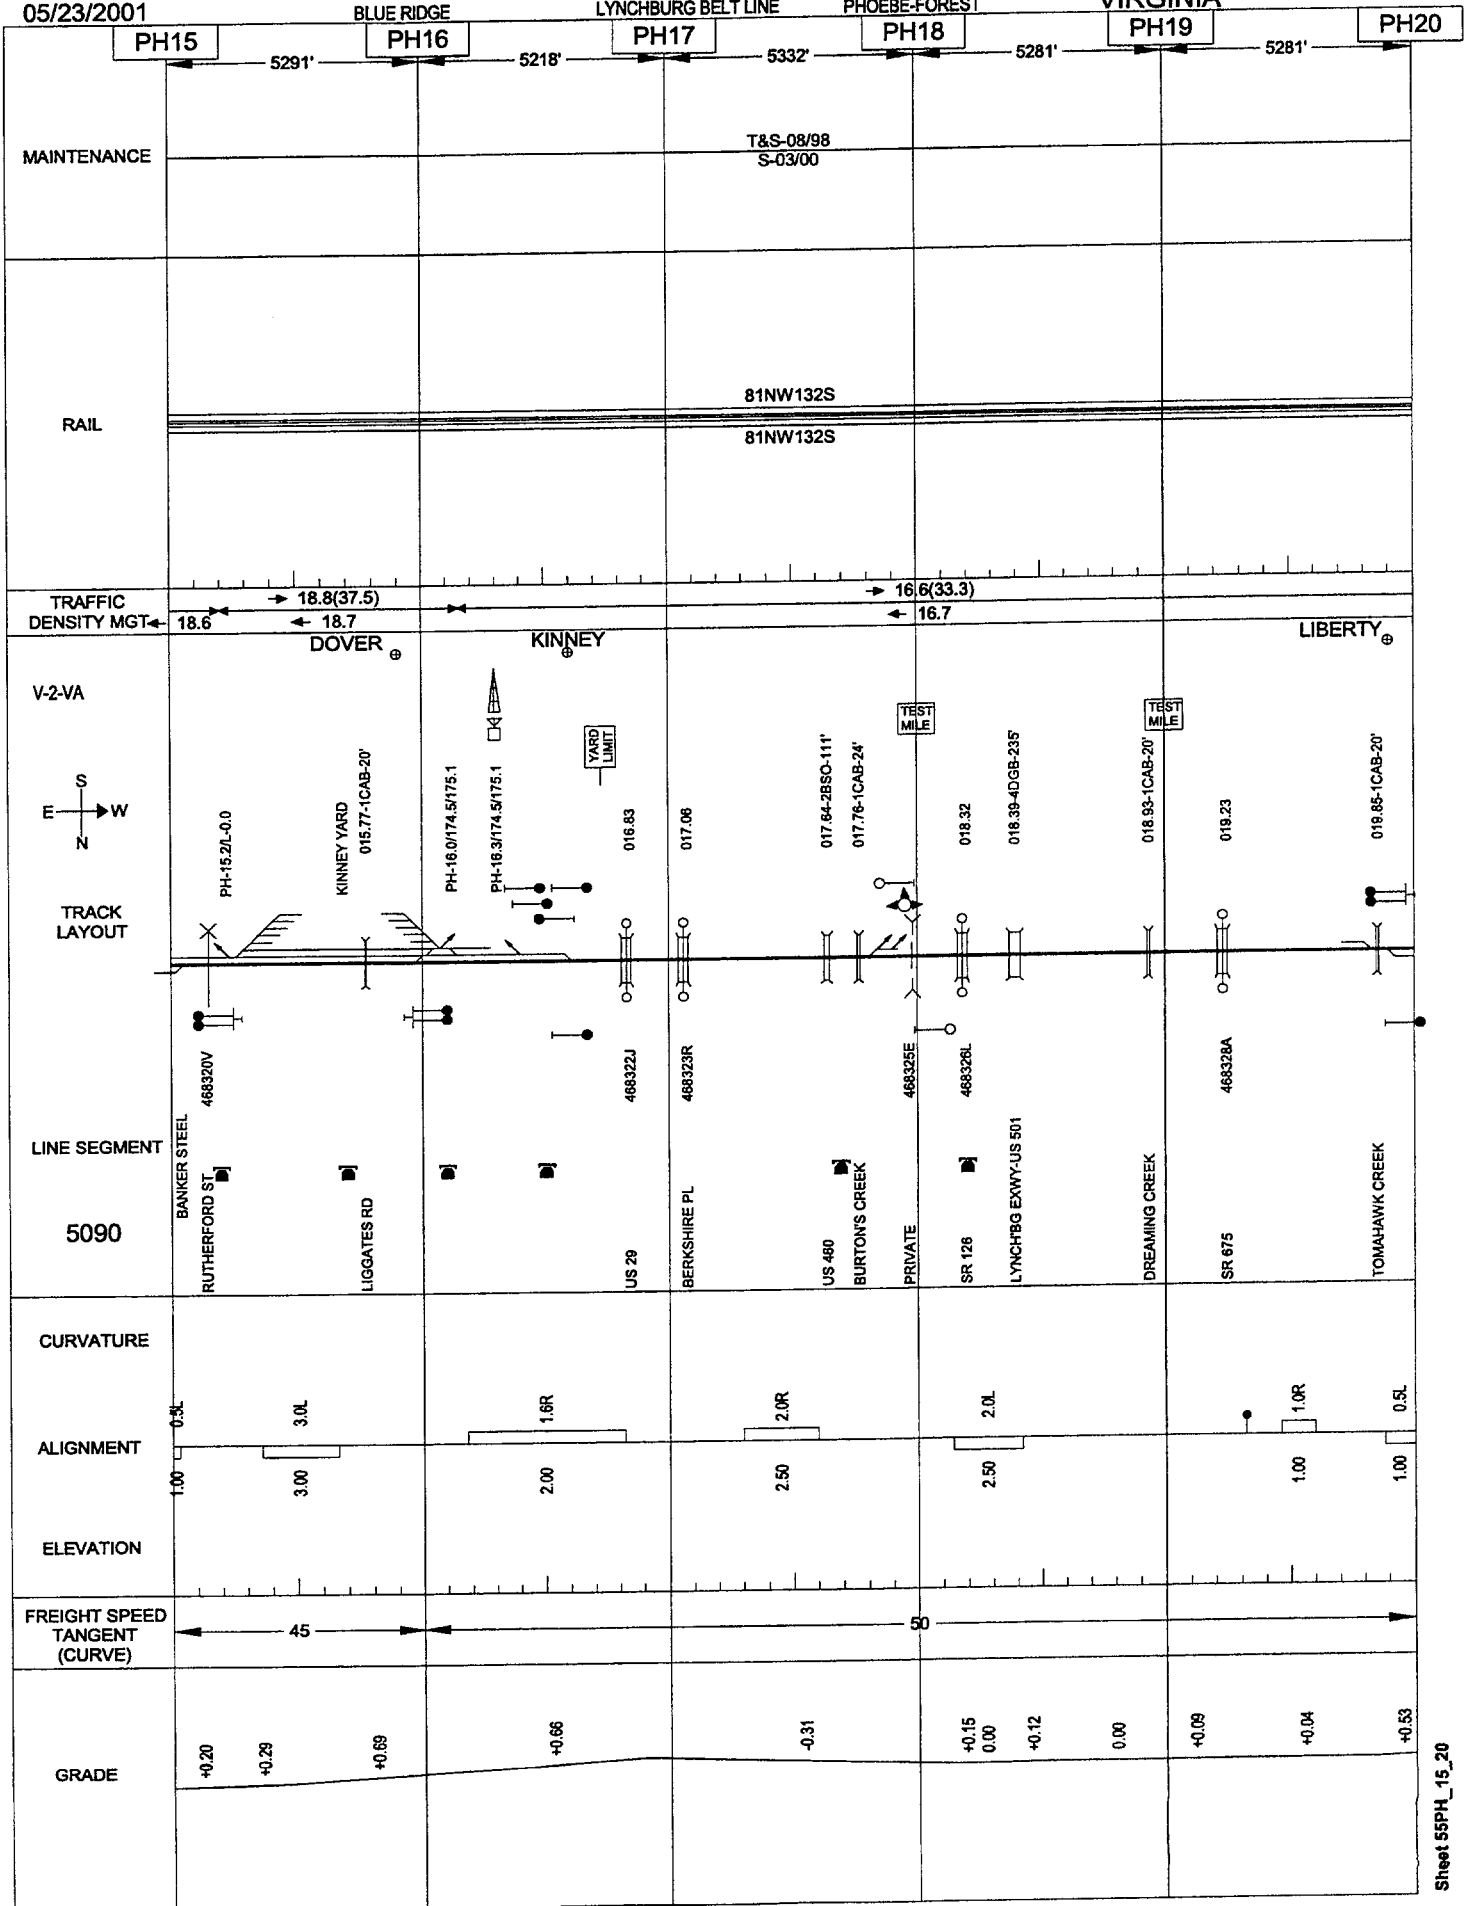 05/23/2001
BLUE RIDGE
LYNCHBURG BELT LINE
PHOEBE-FOREST
VIRGINIA
PH15
PH16
PH17
PH18
PH19
PH20
5291'
5218'
5332'
5281'
5281'
MAINTENANCE
T&S-08/98
S-03/00
RAIL
81NW132S
81NW132S
TRAFFIC
DENSITY MGT
18.6
18.8(37.5)
18.7
16.6(33.3)
16.7
DOVER
KINNEY
LIBERTY
V-2-VA
S
E
W
N
YARD
LIMIT
TEST
MILE
TEST
MILE
TRACK
LAYOUT
PH-15.2/L-0.0
KINNEY YARD
015.77-1CAB-20'
PH-16.0/174.5/175.1
PH-16.3/174.5/175.1
016.83
017.06
017.64-2BSO-111'
017.76-1CAB-24'
018.32
018.39-4DGB-235'
018.93-1CAB-20'
019.23
019.85-1CAB-20'
468320V
468322J
468323R
468325E
468326L
468328A
LINE SEGMENT
5090
BANKER STEEL
RUTHERFORD ST
LIGGATES RD
US 29
BERKSHIRE PL
US 460
BURTON'S CREEK
PRIVATE
SR 126
LYNCH'BG EXWY-US 501
DREAMING CREEK
SR 675
TOMAHAWK CREEK
CURVATURE
0.5L
3.0L
1.6R
2.0R
2.0L
1.0R
0.5L
ALIGNMENT
1.00
3.00
2.00
2.50
2.50
1.00
1.00
ELEVATION
FREIGHT SPEED
TANGENT
(CURVE)
45
50
GRADE
+0.20
+0.29
+0.69
+0.66
-0.31
+0.15
0.00
+0.12
0.00
+0.09
+0.04
+0.53
Sheet 55PH_15_20